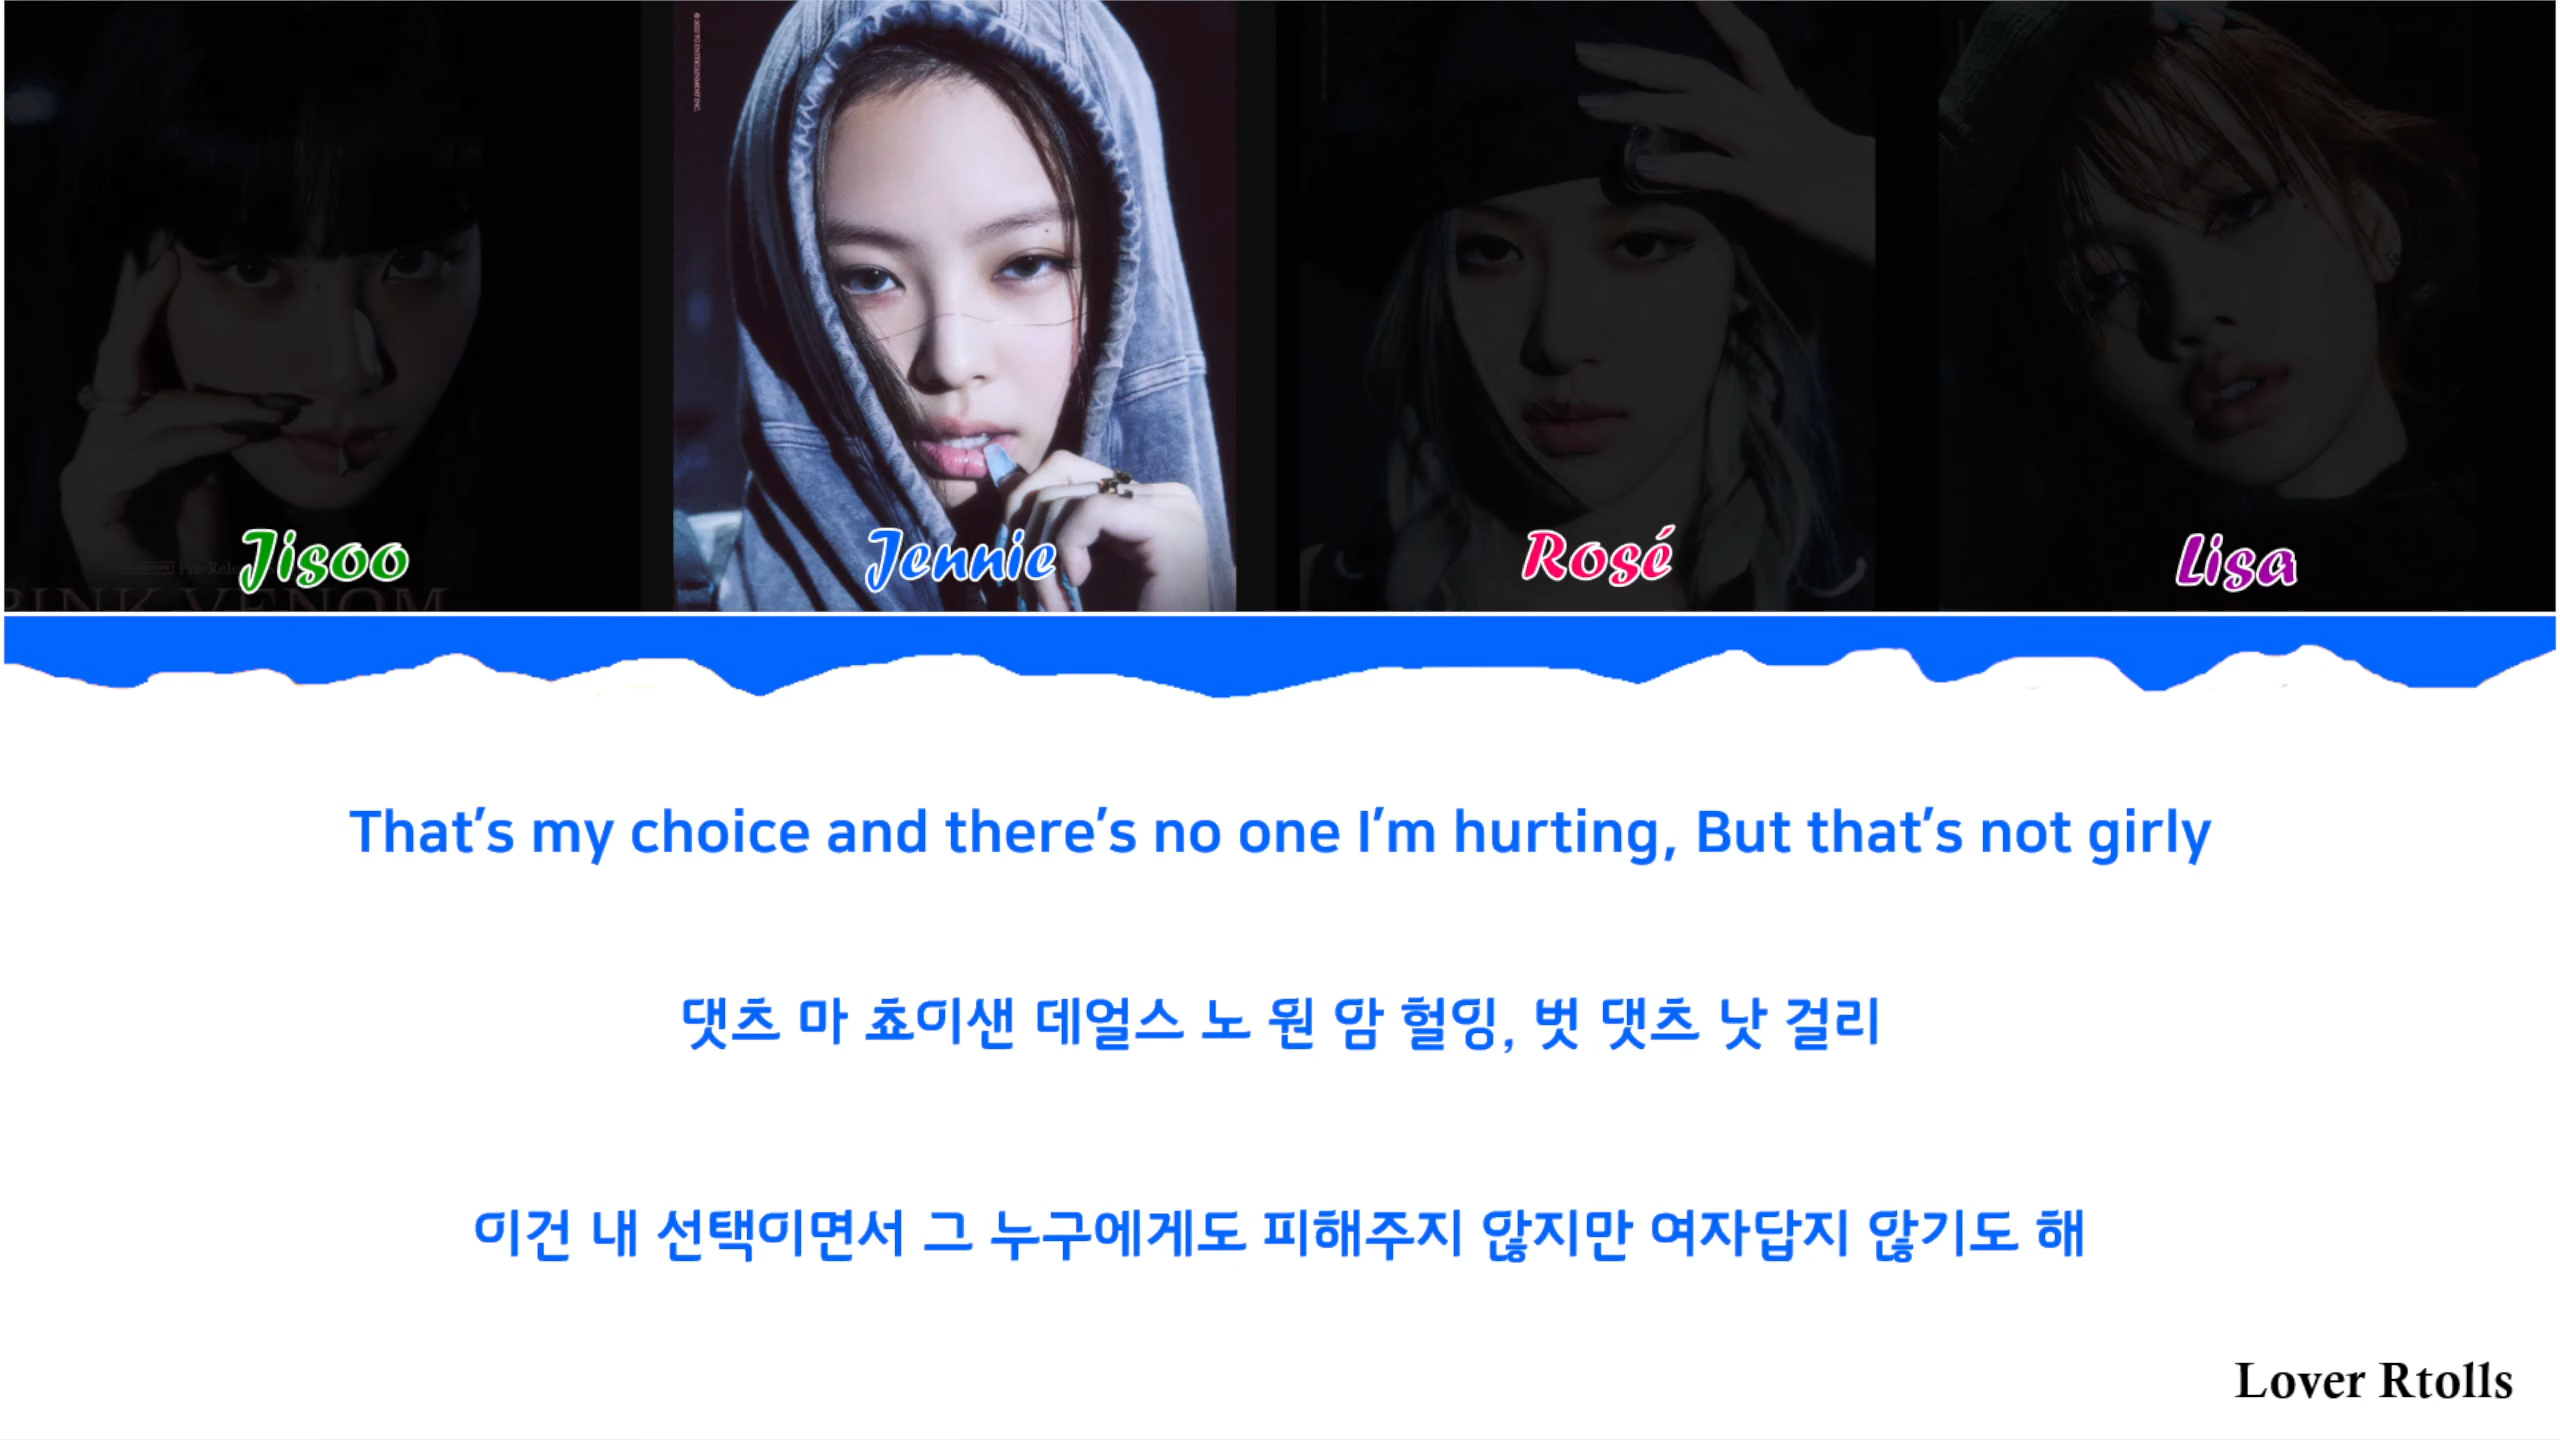 Jisoo
Jennie
Rosé
Lisa
PINK VENOM
That's my choice and there's no one I'm hurting, But that's not girly
댓츠 마 쵸이샌 데얼스 노 원 암 헐잉, 벗 댓츠 낫 걸리
이건 내 선택이면서 그 누구에게도 피해주지 않지만 여자답지 않기도 해
Lover Rtolls